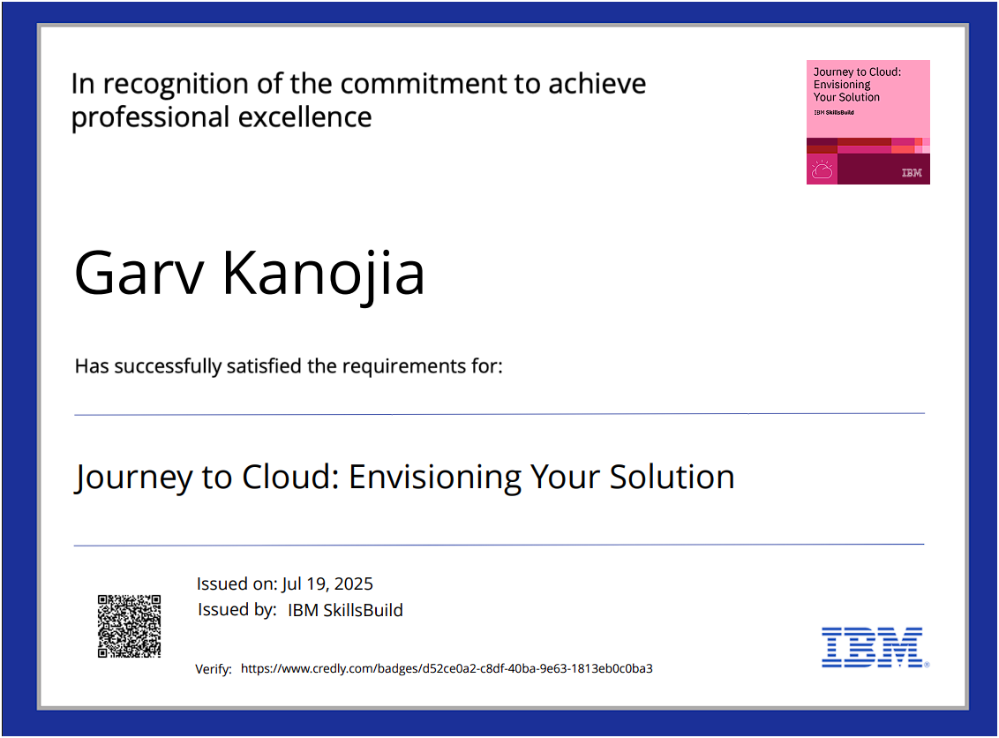 In recognition of the commitment to achieve
professional excellence
Journey to Cloud:
Envisioning
Your Solution
IBM SkillsBuild
IBM
Garv Kanojia
Has successfully satisfied the requirements for:
Journey to Cloud: Envisioning Your Solution
Issued on: Jul 19, 2025
Issued by: IBM SkillsBuild
IBM®
Verify: https://www.credly.com/badges/d52ce0a2-c8df-40ba-9e63-1813eb0c0ba3